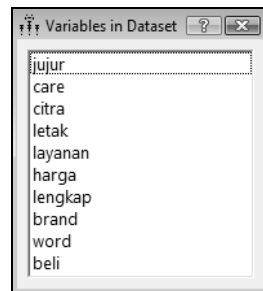 Variables in Dataset
jujur
care
citra
letak
layanan
harga
lengkap
brand
word
beli